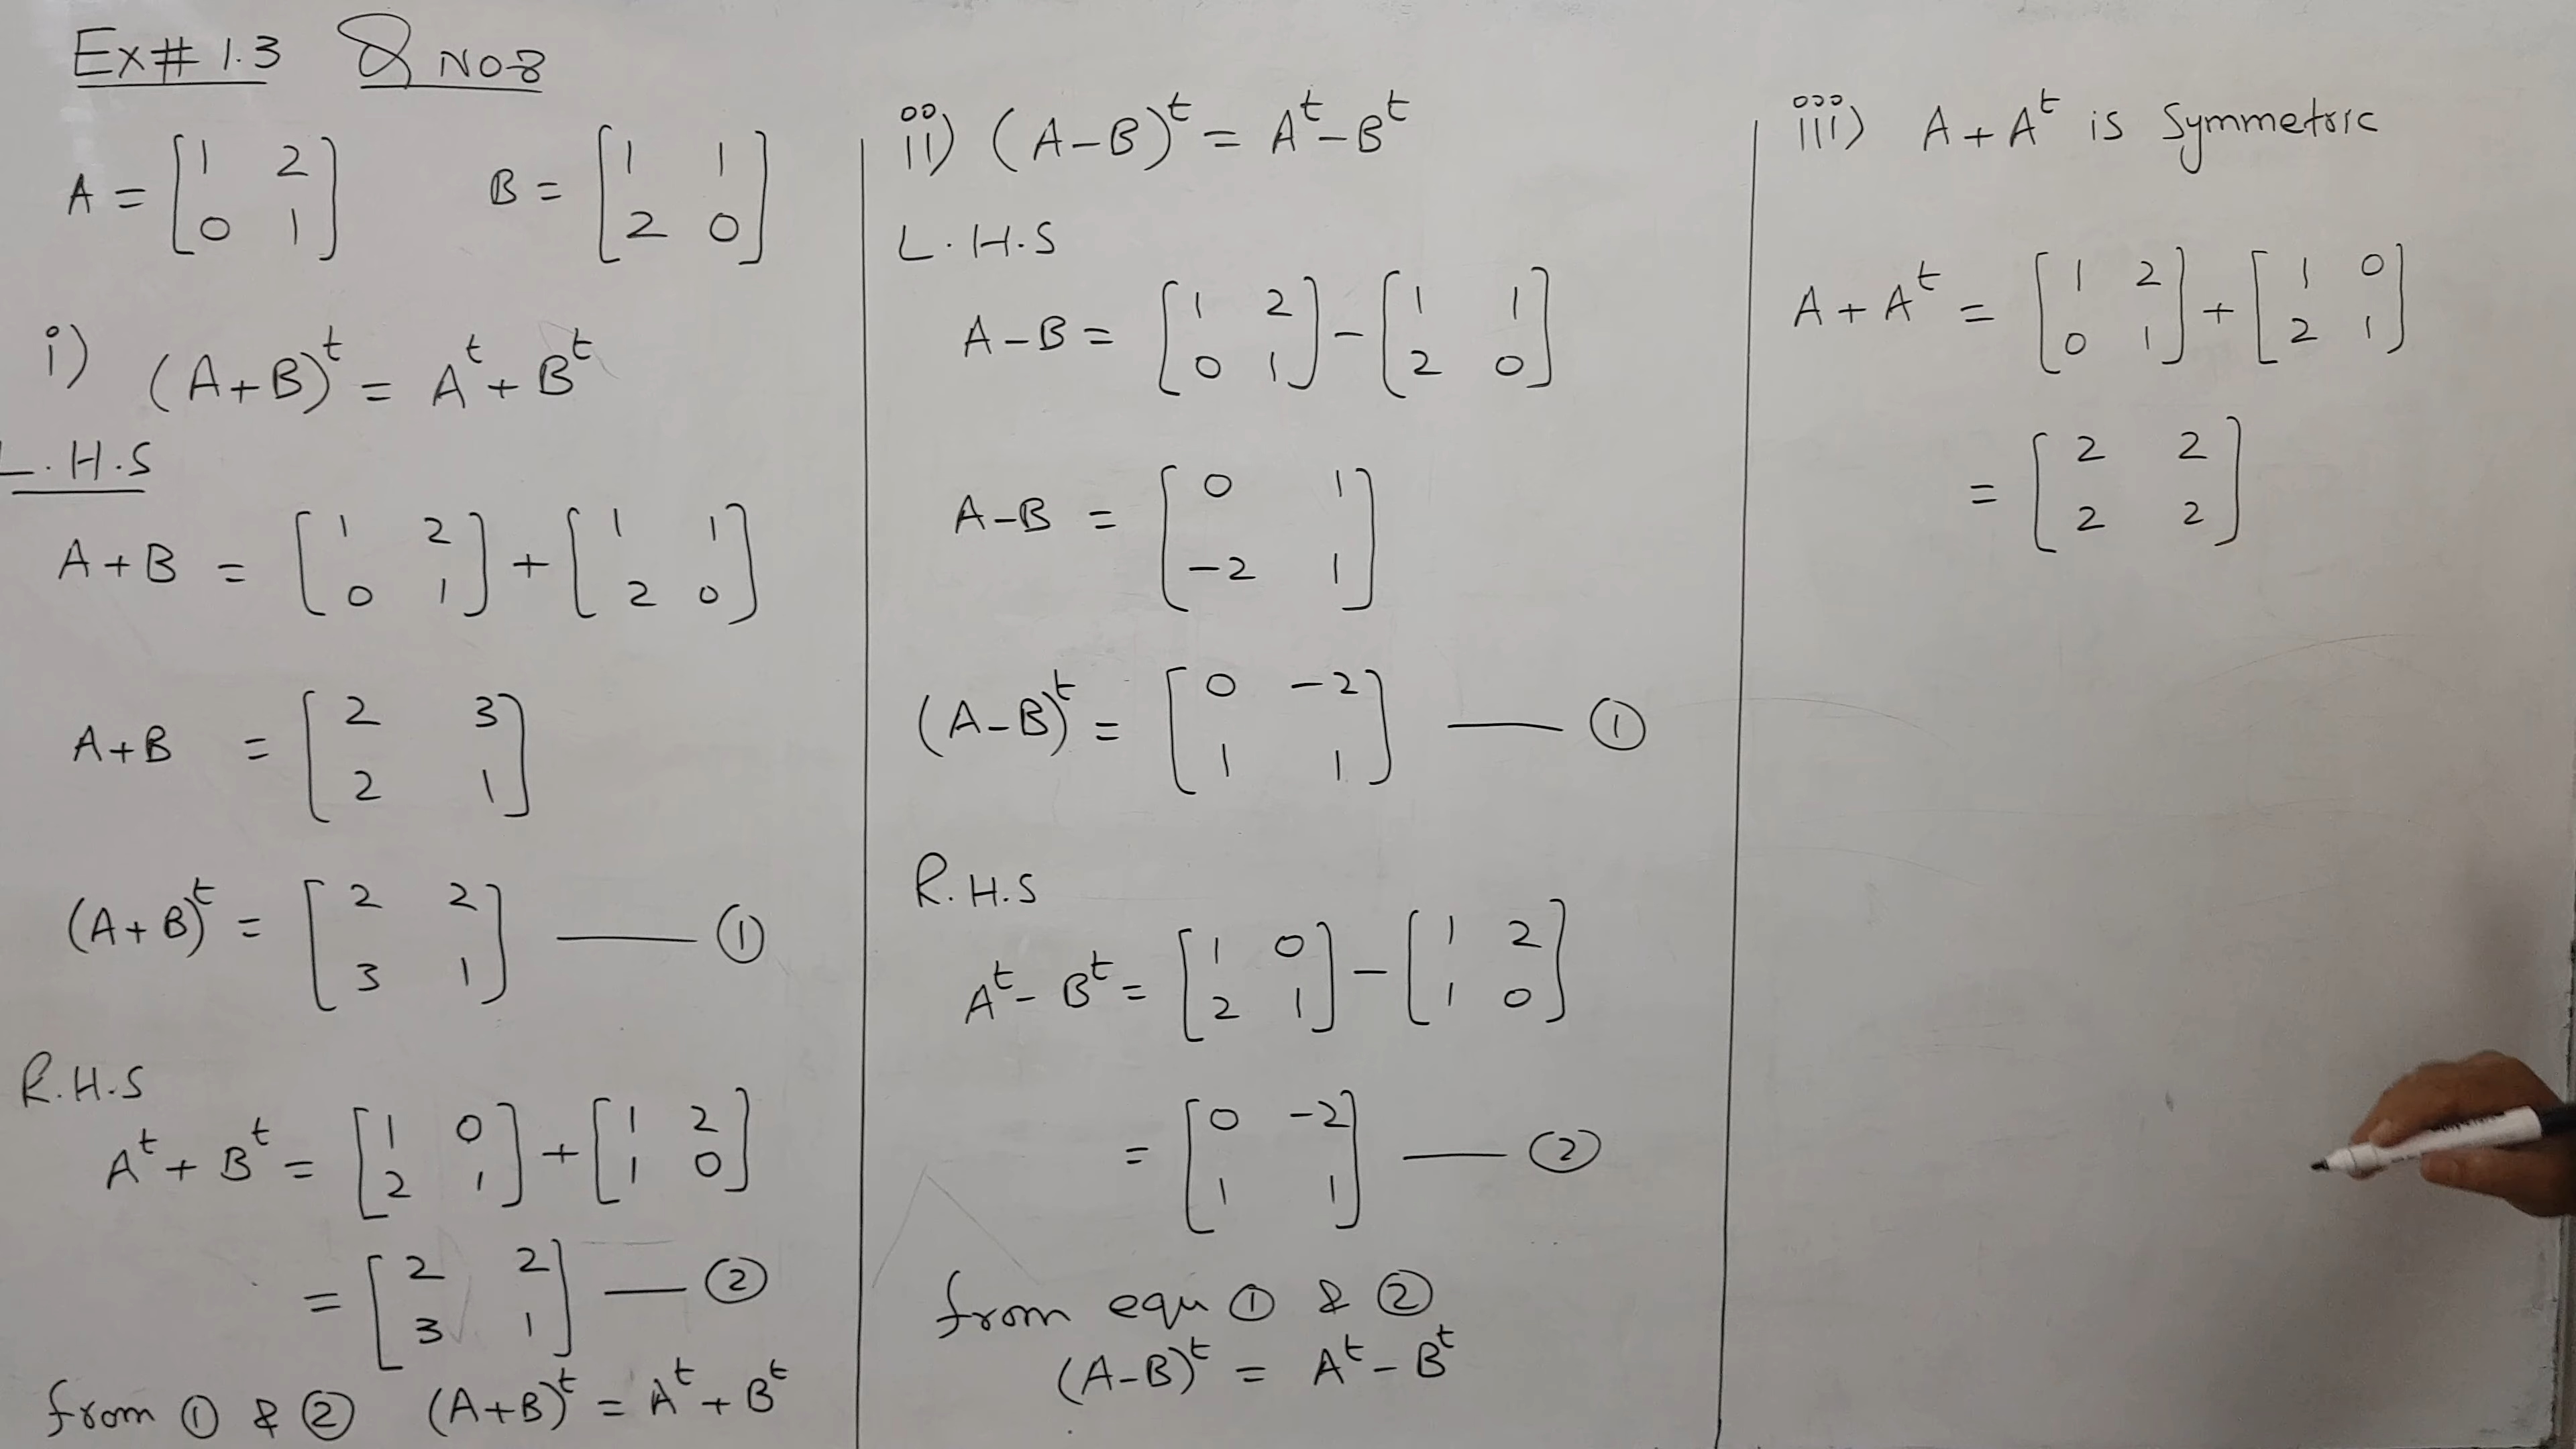 Ex# 1.3 Q No-8
A = [1 2; 0 1] B = [1 1; 2 0]
i) (A+B)^t = A^t + B^t
L.H.S
A+B = [1 2; 0 1] + [1 1; 2 0]
A+B = [2 3; 2 1]
(A+B)^t = [2 2; 3 1] —— ①
R.H.S
A^t + B^t = [1 0; 2 1] + [1 2; 1 0]
= [2 2; 3 1] —— ②
from ① & ② (A+B)^t = A^t + B^t
ii) (A-B)^t = A^t - B^t
L.H.S
A-B = [1 2; 0 1] - [1 1; 2 0]
A-B = [0 1; -2 1]
(A-B)^t = [0 -2; 1 1] —— ①
R.H.S
A^t - B^t = [1 0; 2 1] - [1 2; 1 0]
= [0 -2; 1 1] —— ②
from equ ① & ②
(A-B)^t = A^t - B^t
iii) A + A^t is Symmetric
A + A^t = [1 2; 0 1] + [1 0; 2 1]
= [2 2; 2 2]